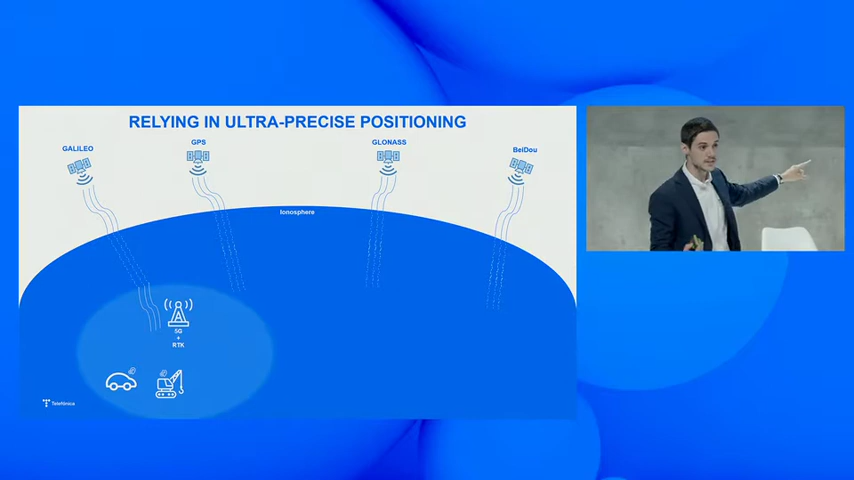 RELYING IN ULTRA-PRECISE POSITIONING
GALILEO
GPS
GLONASS
BeiDou
Ionosphere
5G
+
RTK
Telefónica